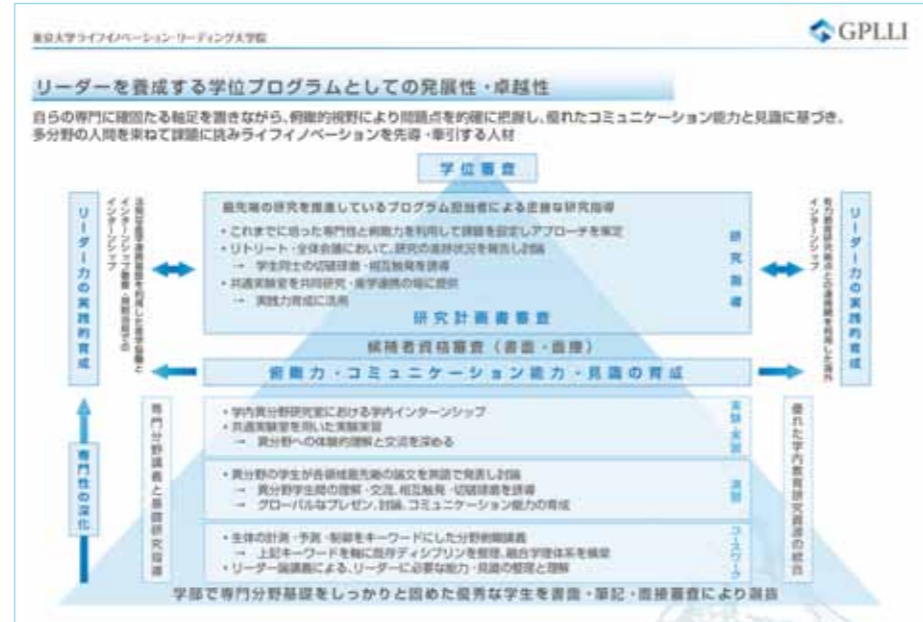 東京大学ライフイノベーション・リーディング大学院
GPLLI
リーダーを養成する学位プログラムとしての発展性・卓越性
自らの専門に確固たる軸足を置きながら、俯瞰的視野により問題点を的確に把握し、優れたコミュニケーション能力と見識に基づき、
多分野の人間を束ねて課題に挑みライフイノベーションを先導・牽引する人材
学位審査
リーダー力の実践的育成
インターンシップ
最先端の研究を推進しているプログラム担当者による密接な研究指導
・これまでに培った専門性と俯瞰力を利用して課題を設定しアプローチを策定
・リトリート・全体会議において、研究の進捗状況を報告し討論
→ 学生同士の切磋琢磨・相互触発を誘導
・共通実験室を共同研究・産学連携の場に提供
→ 実践力育成に活用
研究指導
研究計画書審査
インターンシップ
リーダー力の実践的育成
候補者資格審査（書面・面接）
俯瞰力・コミュニケーション能力・見識の育成
専門性の深化
専門分野講義と基礎研究指導
・学内異分野研究室における学内インターンシップ
・共通実験室を用いた実験実習
→ 異分野への体験的理解と交流を深める
実験・実習
・異分野の学生が各領域最先端の論文を英語で発表し討論
→ 異分野学生間の理解・交流、相互触発・切磋琢磨を誘導
→ グローバルなプレゼン、討論、コミュニケーション能力の育成
演習
・生体の計測・予測・制御をキーワードにした分野俯瞰講義
→ 上記キーワードを軸に既存ディシプリンを整理、融合学理体系を構築
・リーダー論講義による、リーダーに必要な能力・見識の整理と理解
コースワーク
優れた学内教育研究資源の統合
学部で専門分野基礎をしっかりと固めた優秀な学生を書面・筆記・面接審査により選抜